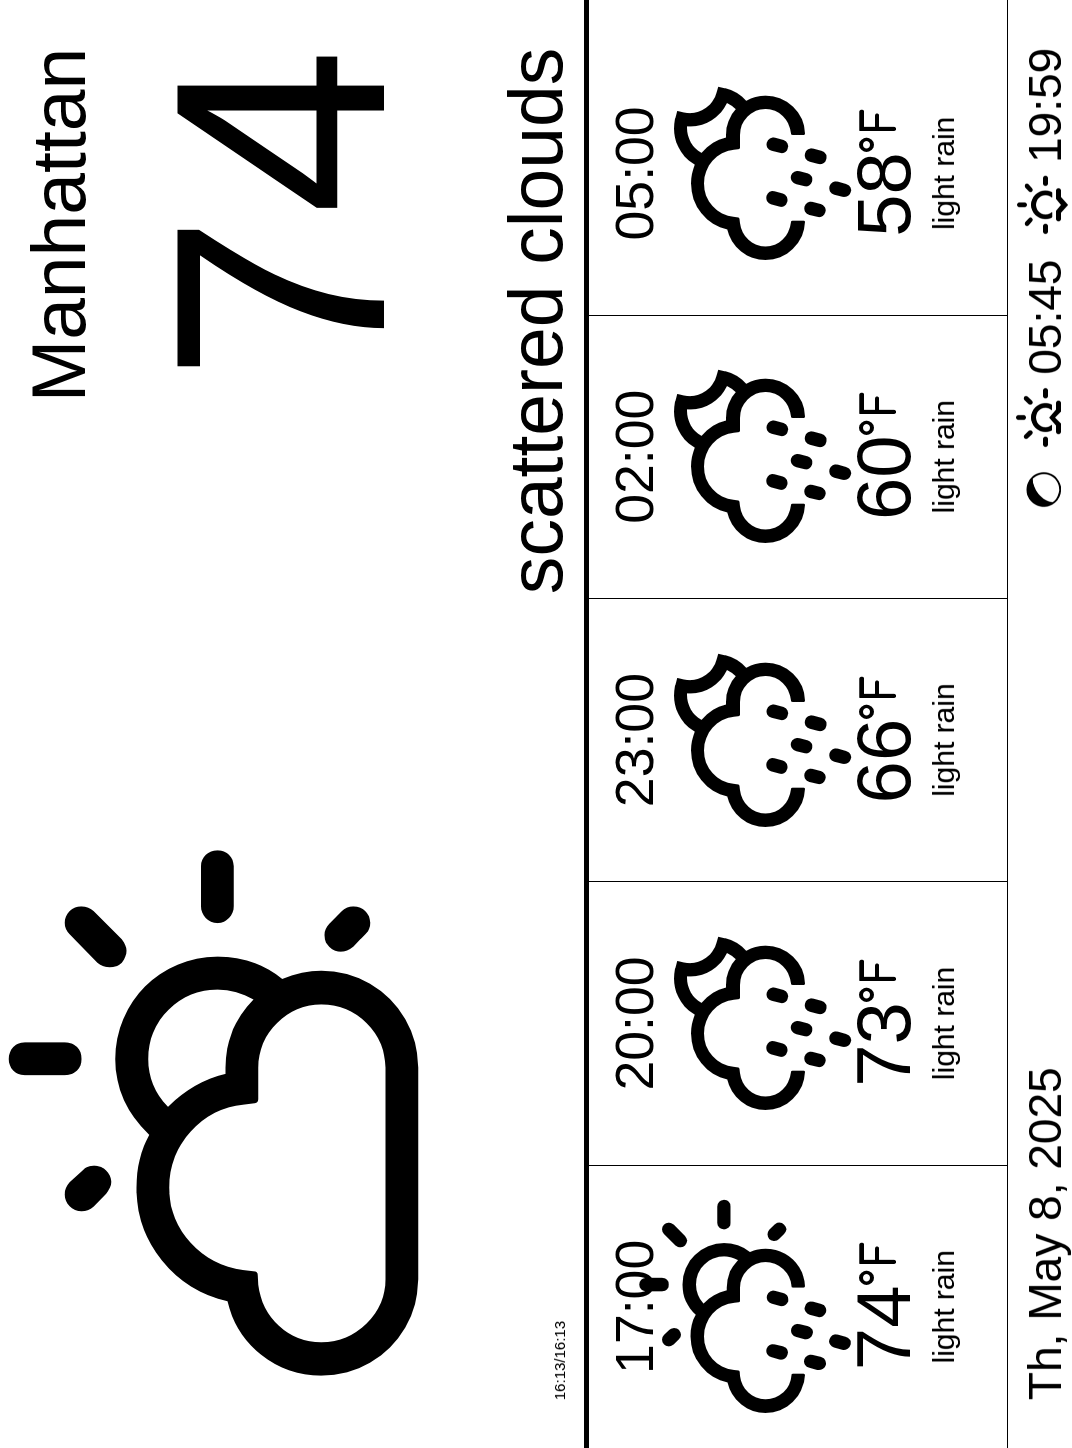 Manhattan
74
scattered clouds
16:13/16:13
17:00 20:00 23:00 02:00 05:00
74°F 73°F 66°F 60°F 58°F
light rain light rain light rain light rain light rain
Th, May 8, 2025 05:45 19:59